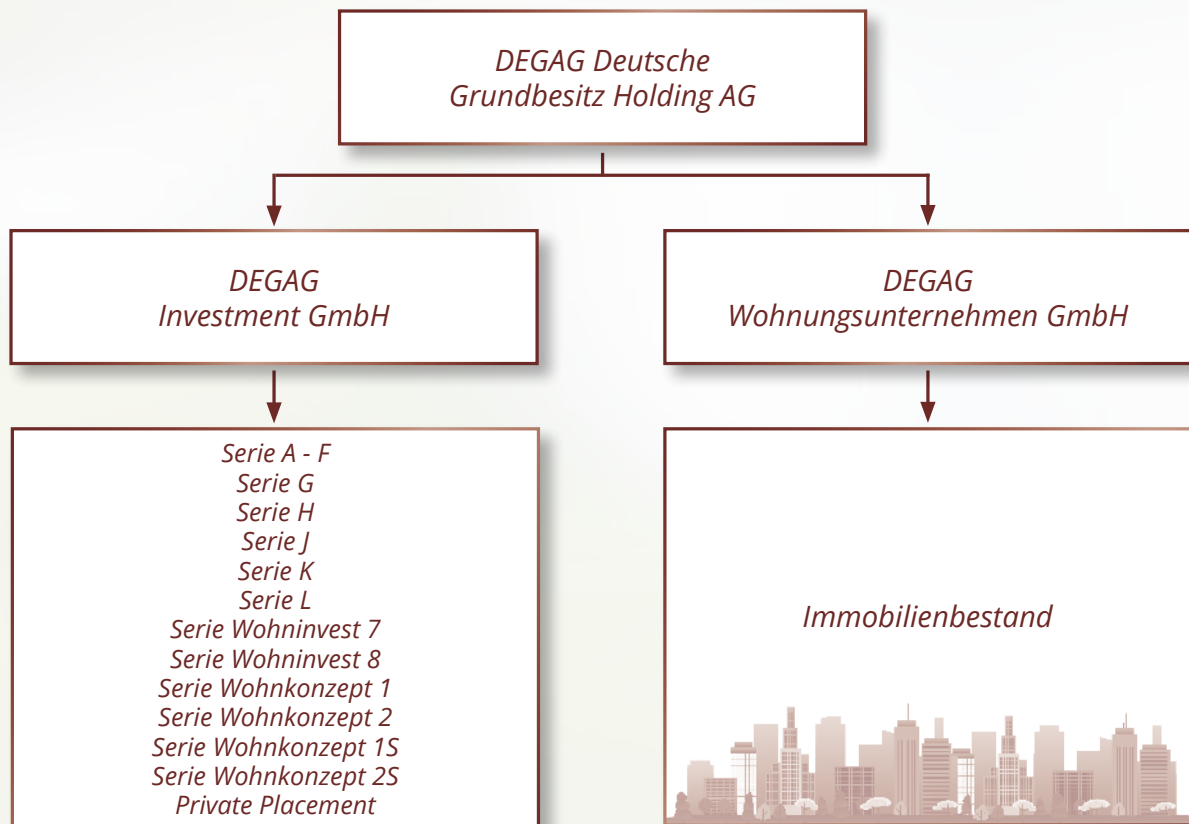 DEGAG Deutsche
Grundbesitz Holding AG
DEGAG
Investment GmbH
DEGAG
Wohnungsunternehmen GmbH
Serie A - F
Serie G
Serie H
Serie J
Serie K
Serie L
Serie Wohninvest 7
Serie Wohninvest 8
Serie Wohnkonzept 1
Serie Wohnkonzept 2
Serie Wohnkonzept 1S
Serie Wohnkonzept 2S
Private Placement
Immobilienbestand